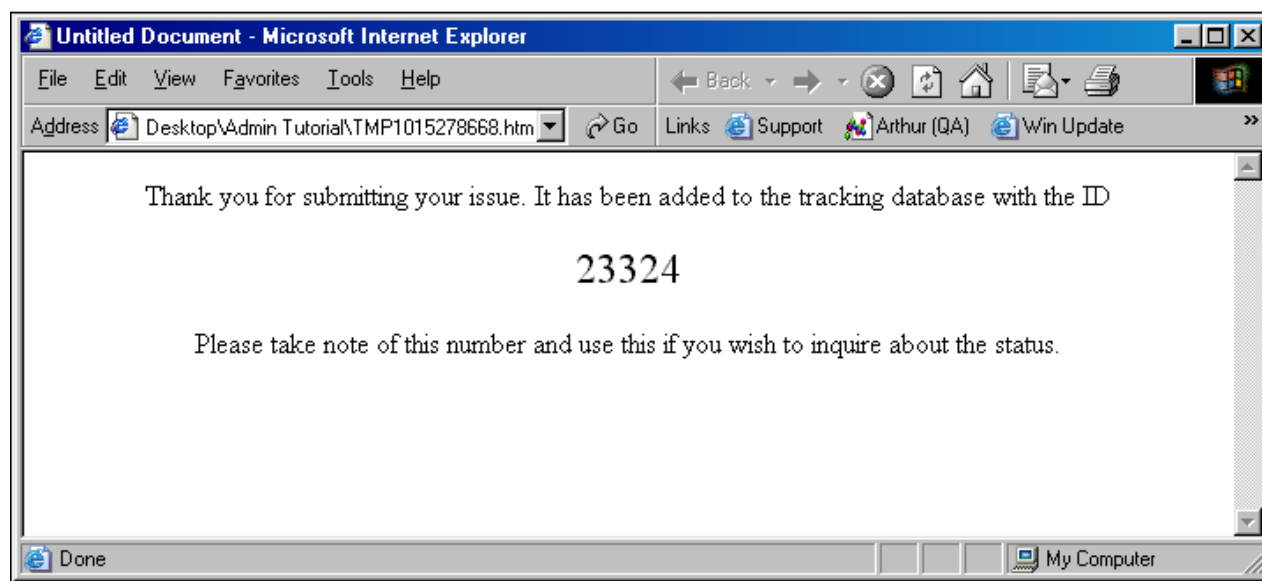 Untitled Document - Microsoft Internet Explorer
File Edit View Favorites Tools Help Back
Address Desktop\Admin Tutorial\TMP1015278668.htm Go Links Support Arthur (QA) Win Update »
Thank you for submitting your issue. It has been added to the tracking database with the ID
23324
Please take note of this number and use this if you wish to inquire about the status.
Done My Computer